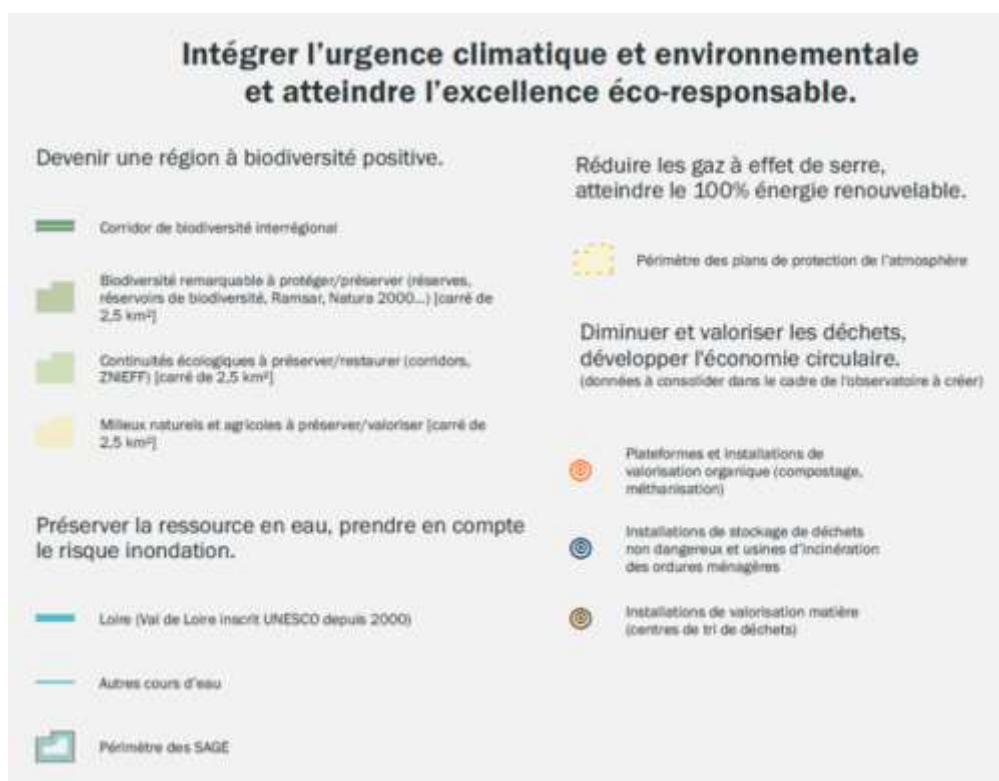 Intégrer l'urgence climatique et environnementale
et atteindre l'excellence éco-responsable.
Devenir une région à biodiversité positive.
Corridor de biodiversité interrégional
Biodiversité remarquable à protéger/préserver (réserves,
réservoirs de biodiversité, Ramsar, Natura 2000...) [carré de
2,5 km²]
Continuités écologiques à préserver/restaurer (corridors,
ZNIEFF) [carré de 2,5 km²]
Milieux naturels et agricoles à préserver/valoriser [carré de
2,5 km²]
Préserver la ressource en eau, prendre en compte
le risque inondation.
Loire (Val de Loire inscrit UNESCO depuis 2000)
Autres cours d'eau
Périmètre des SAGE
Réduire les gaz à effet de serre,
atteindre le 100% énergie renouvelable.
Périmètre des plans de protection de l'atmosphère
Diminuer et valoriser les déchets,
développer l'économie circulaire.
(données à consolider dans le cadre de l'observatoire à créer)
Plateformes et installations de
valorisation organique (compostage,
méthanisation)
Installations de stockage de déchets
non dangereux et usines d'incinération
des ordures ménagères
Installations de valorisation matière
(centres de tri de déchets)